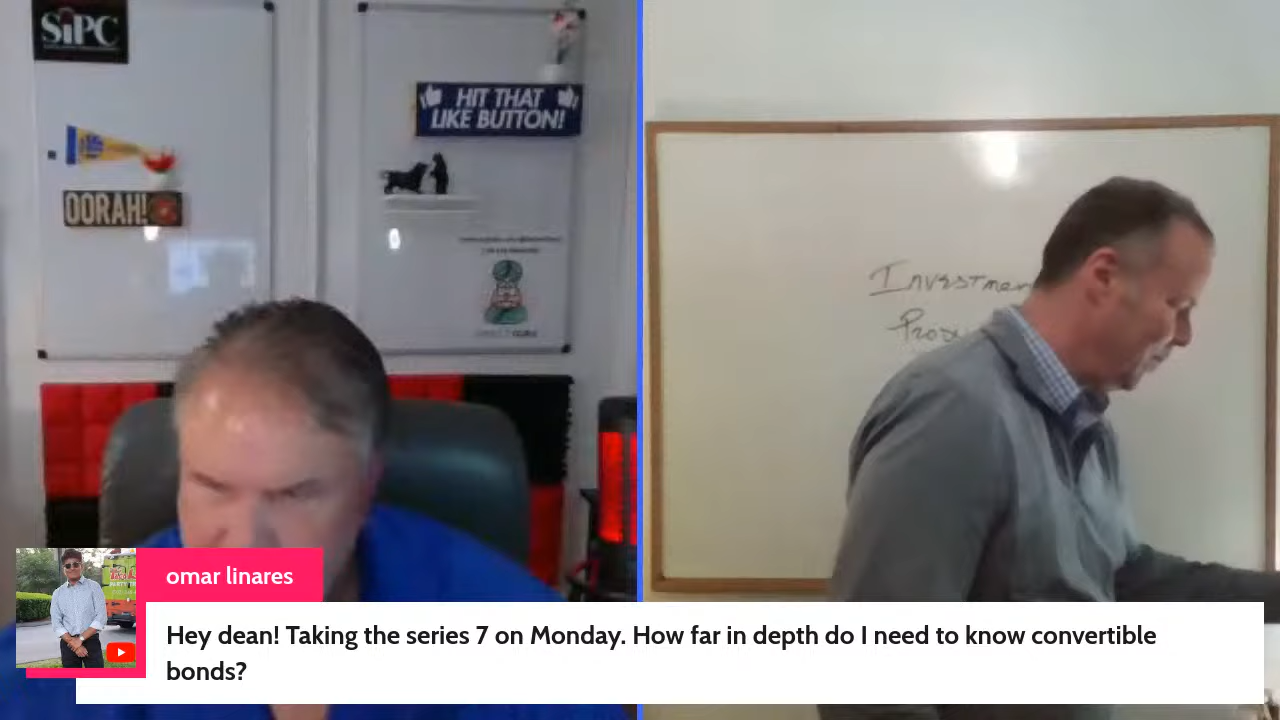 SiPC
HIT THAT
LIKE BUTTON!
OORAH!
omar linares
Hey dean! Taking the series 7 on Monday. How far in depth do I need to know convertible
bonds?